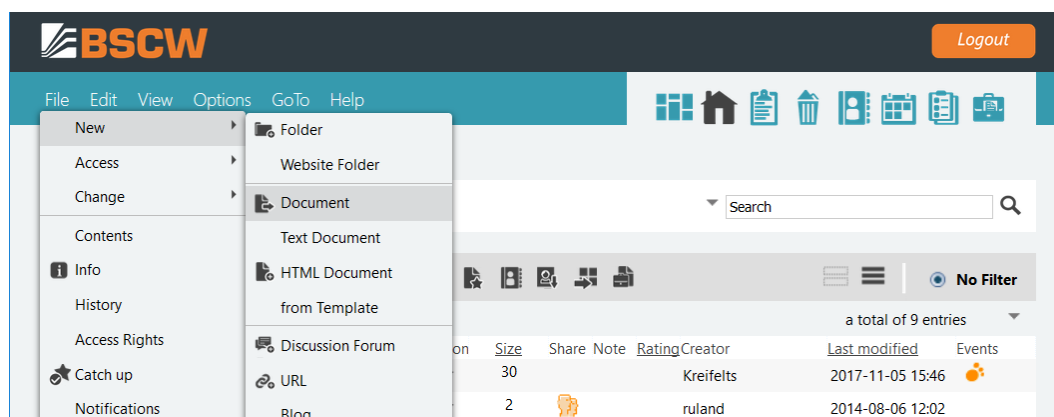 BSCW
Logout
File Edit View Options GoTo Help
New
Folder
Access
Website Folder
Change
Document
Search
Contents
Text Document
Info
HTML Document
No Filter
History
from Template
a total of 9 entries
Access Rights
Discussion Forum
on Size Share Note Rating Creator Last modified Events
Catch up
URL
30 Kreifelts 2017-11-05 15:46
Notifications
Blog
2 ruland 2014-08-06 12:02